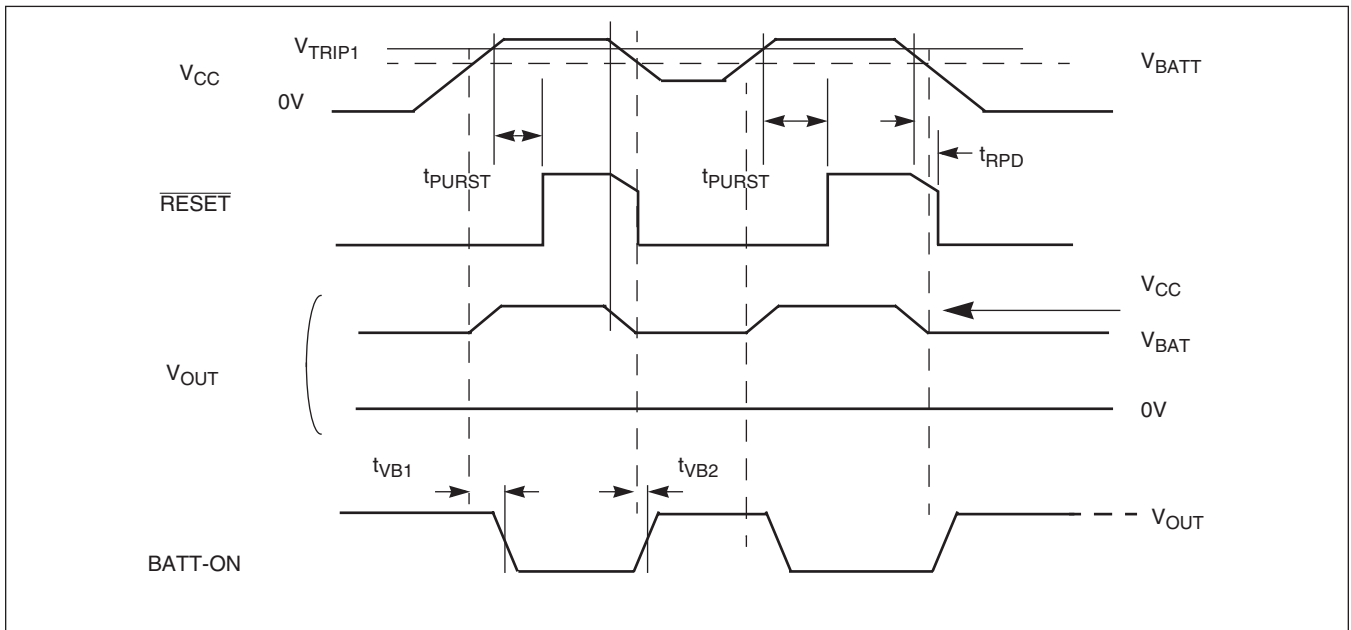 VTRIP1
VCC
VBATT
0V
tPURST
tPURST
tRPD
RESET
VCC
VBAT
VOUT
0V
tVB1
tVB2
VOUT
BATT-ON